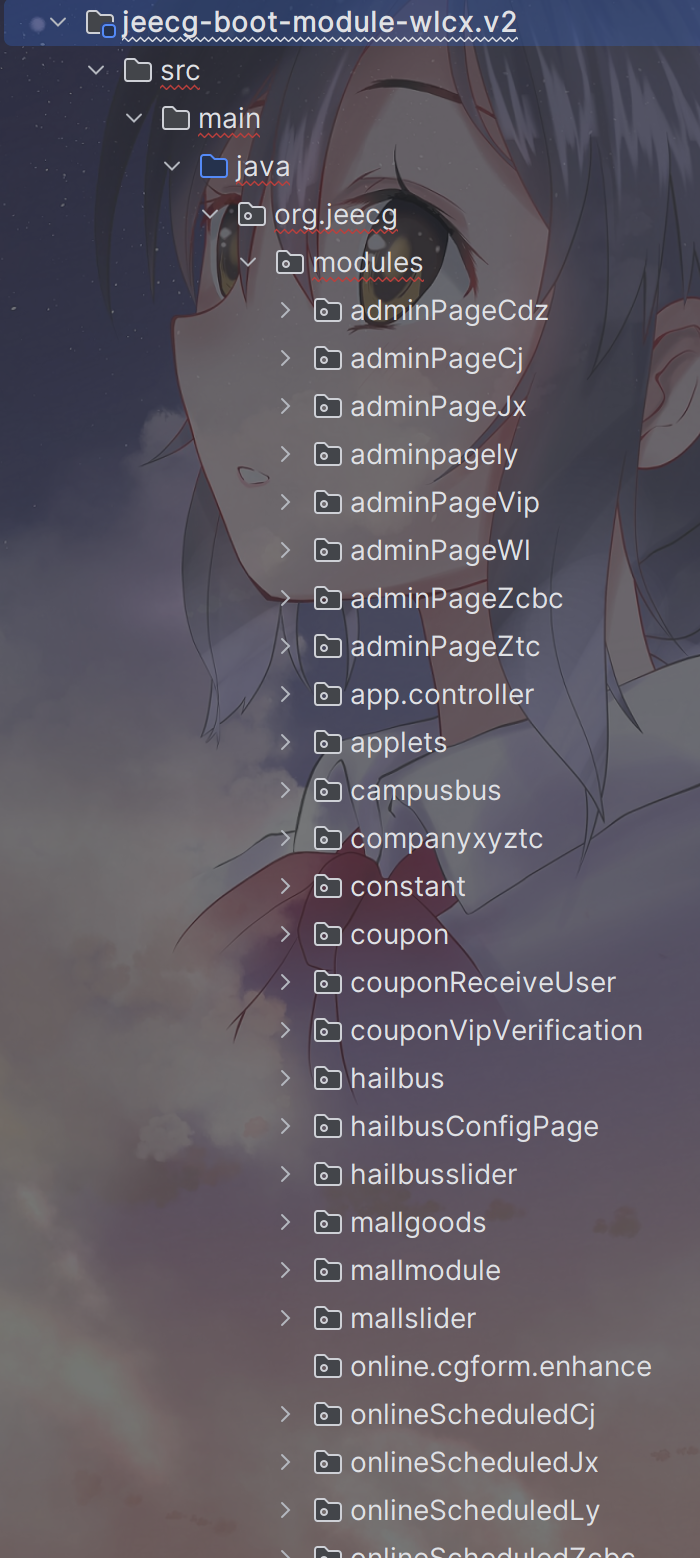 jeecg-boot-module-wlcx.v2
src
main
java
org.jeecg
modules
adminPageCdz
adminPageCj
adminPageJx
adminpagely
adminPageVip
adminPageWl
adminPageZcbc
adminPageZtc
app.controller
applets
campusbus
companyxyztc
constant
coupon
couponReceiveUser
couponVipVerification
hailbus
hailbusConfigPage
hailbusslider
mallgoods
mallmodule
mallslider
online.cgform.enhance
onlineScheduledCj
onlineScheduledJx
onlineScheduledLy
onlineScheduledZcbc